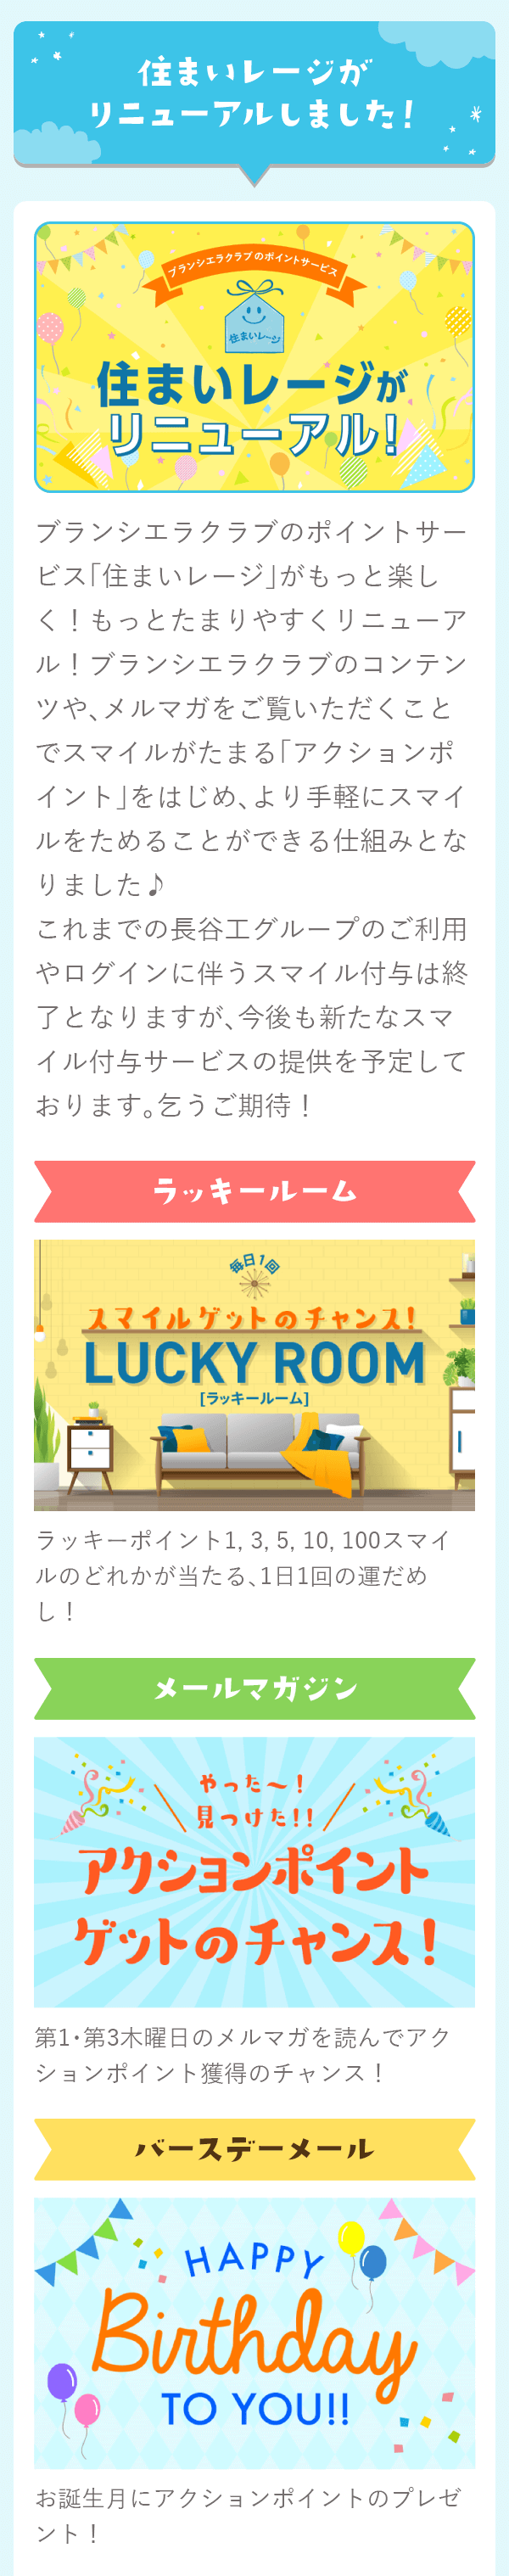 住まいレージが
リニューアルしました!
ブランシエラクラブのポイントサービス
住まいレージ
住まいレージが
リニューアル!
ブランシエラクラブのポイントサー
ビス「住まいレージ」がもっと楽し
く！もっとたまりやすくリニューア
ル！ブランシエラクラブのコンテン
ツや、メルマガをご覧いただくこと
でスマイルがたまる「アクションポ
イント」をはじめ、より手軽にスマイ
ルをためることができる仕組みとな
りました♪
これまでの長谷工グループのご利用
やログインに伴うスマイル付与は終
了となりますが、今後も新たなスマ
イル付与サービスの提供を予定して
おります。乞うご期待！
ラッキールーム
毎日1回
スマイルゲットのチャンス!
LUCKY ROOM
[ラッキールーム]
ラッキーポイント1, 3, 5, 10, 100スマイ
ルのどれかが当たる、1日1回の運だめ
し！
メールマガジン
やった〜!
見つけた!!
アクションポイント
ゲットのチャンス!
第1・第3木曜日のメルマガを読んでアク
ションポイント獲得のチャンス！
バースデーメール
HAPPY
Birthday
TO YOU!!
お誕生月にアクションポイントのプレゼ
ント！